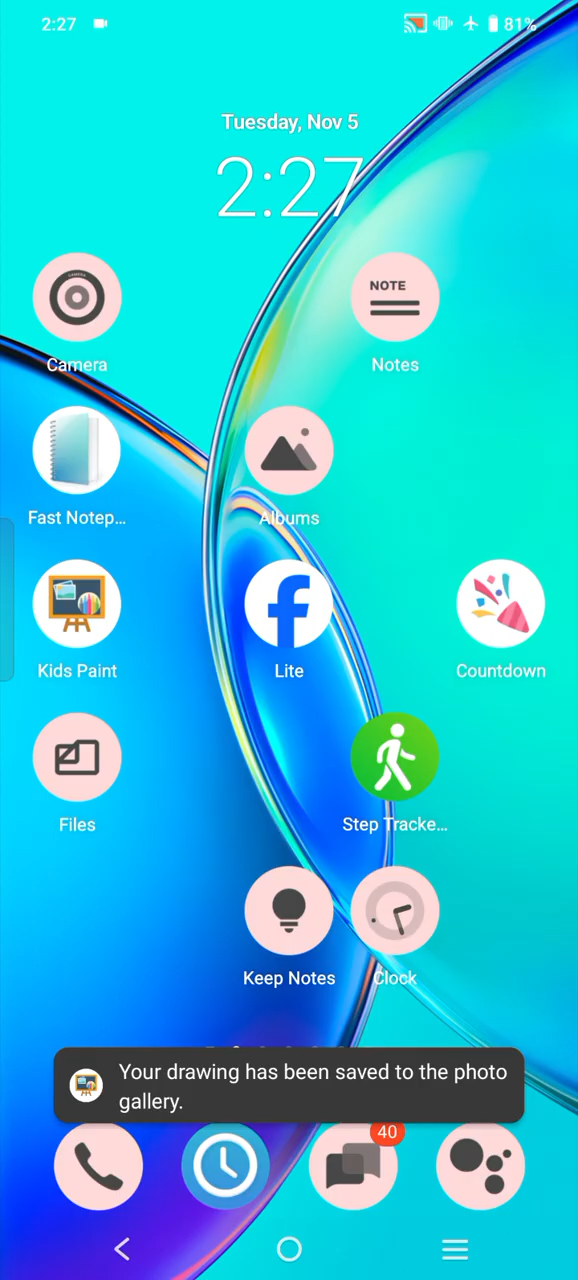 2:27
81%
Tuesday, Nov 5
2:27
CAMERA
NOTE
Camera
Notes
Fast Notep...
Albums
Kids Paint
Lite
Countdown
Files
Step Tracke...
Keep Notes
Clock
Your drawing has been saved to the photo
gallery.
40